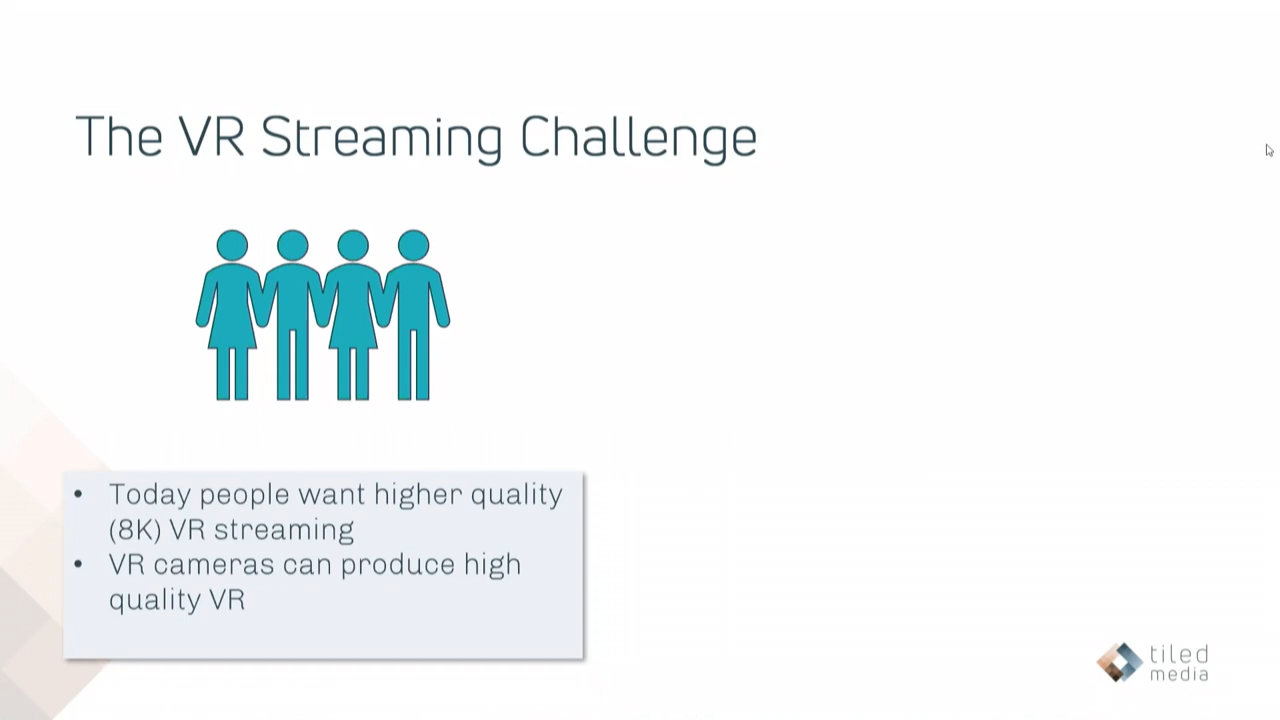 The VR Streaming Challenge
• Today people want higher quality
(8K) VR streaming
• VR cameras can produce high
quality VR
tiled
media